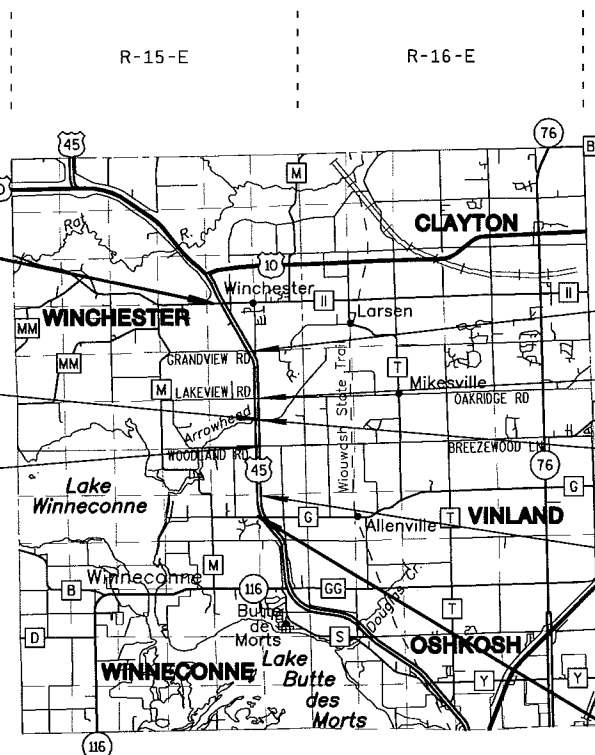 R-15-E
R-16-E
45
76
B
M
Rat
R.
CLAYTON
10
Winchester
II
II
WINCHESTER
Larsen
MM
MM
GRANDVIEW RD
R.
T
Mikesville
M
LAKEVIEW RD
OAKRIDGE RD
Arrowhead
Wiouwash State Trail
WOODLAND RD
BREEZEWOOD LN
45
76
Lake
Winneconne
G
G
Allenville
T
VINLAND
M
Winneconne
B
116
GG
Butte
de
Morts
Douglas Cr.
T
D
S
OSHKOSH
WINNECONNE
Lake
Butte
des
Morts
Y
Y
116